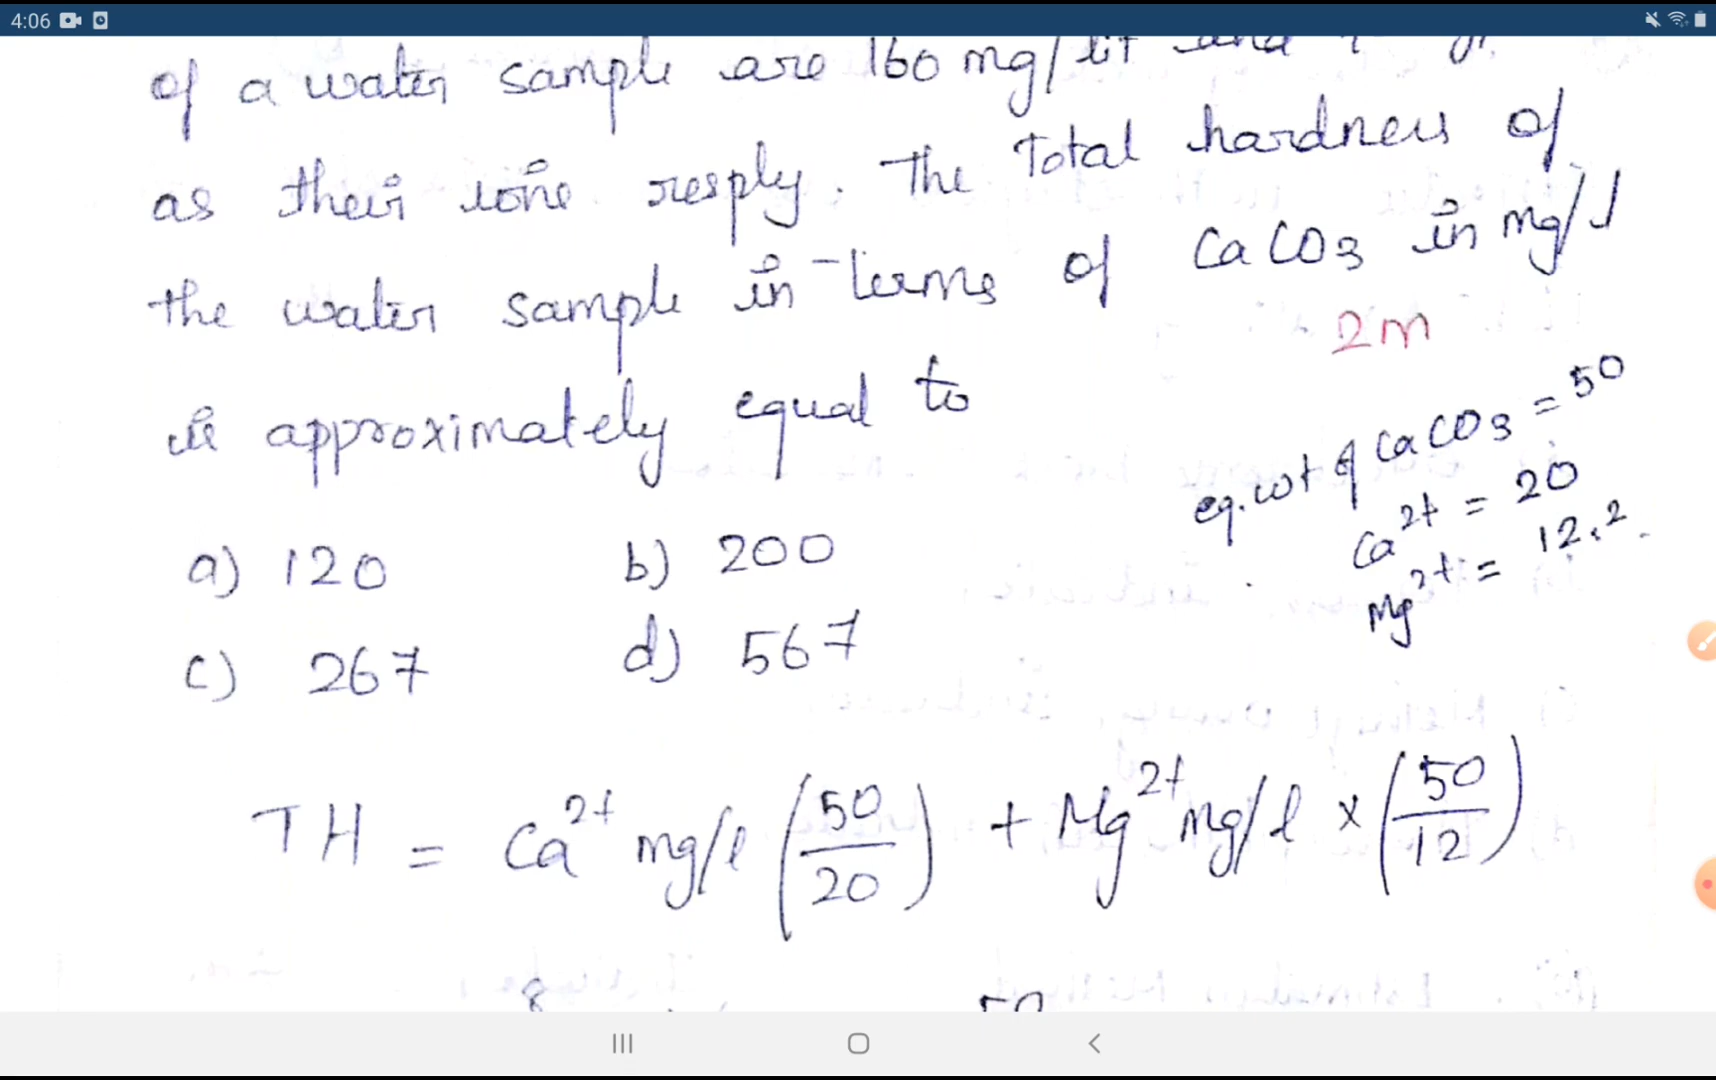 4:06
of a water sample are 160 mg/lit and
as their ions resply. The Total hardness of
the water sample in terms of CaCO3 in mg/l
is approximately equal to
2m
eq.wt of CaCO3 = 50
Ca2+ = 20
Mg2+ = 12.2
a) 120 b) 200
c) 267 d) 567
TH = Ca2+ mg/l (50/20) + Mg2+ mg/l x (50/12)